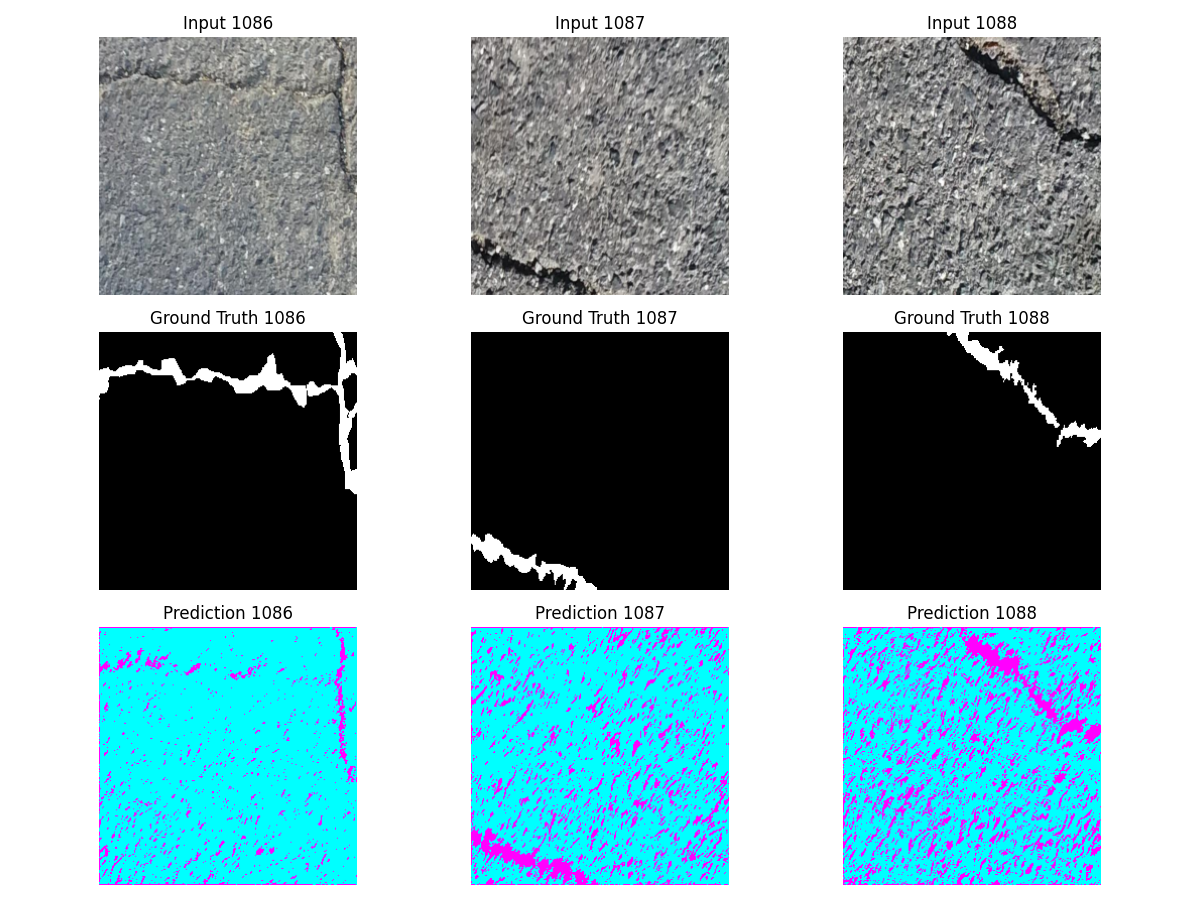 Input 1086
Input 1087
Input 1088
Ground Truth 1086
Ground Truth 1087
Ground Truth 1088
Prediction 1086
Prediction 1087
Prediction 1088